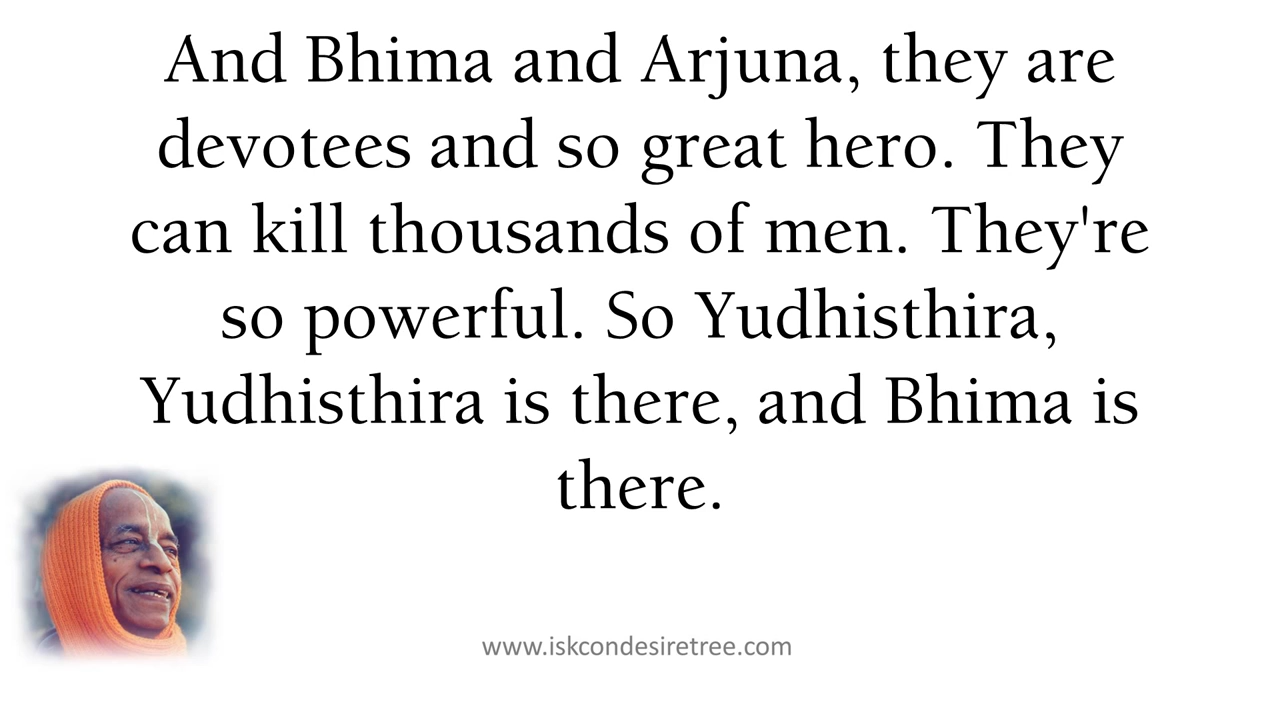 And Bhima and Arjuna, they are
devotees and so great hero. They
can kill thousands of men. They're
so powerful. So Yudhisthira,
Yudhisthira is there, and Bhima is
there.
www.iskcondesiretree.com